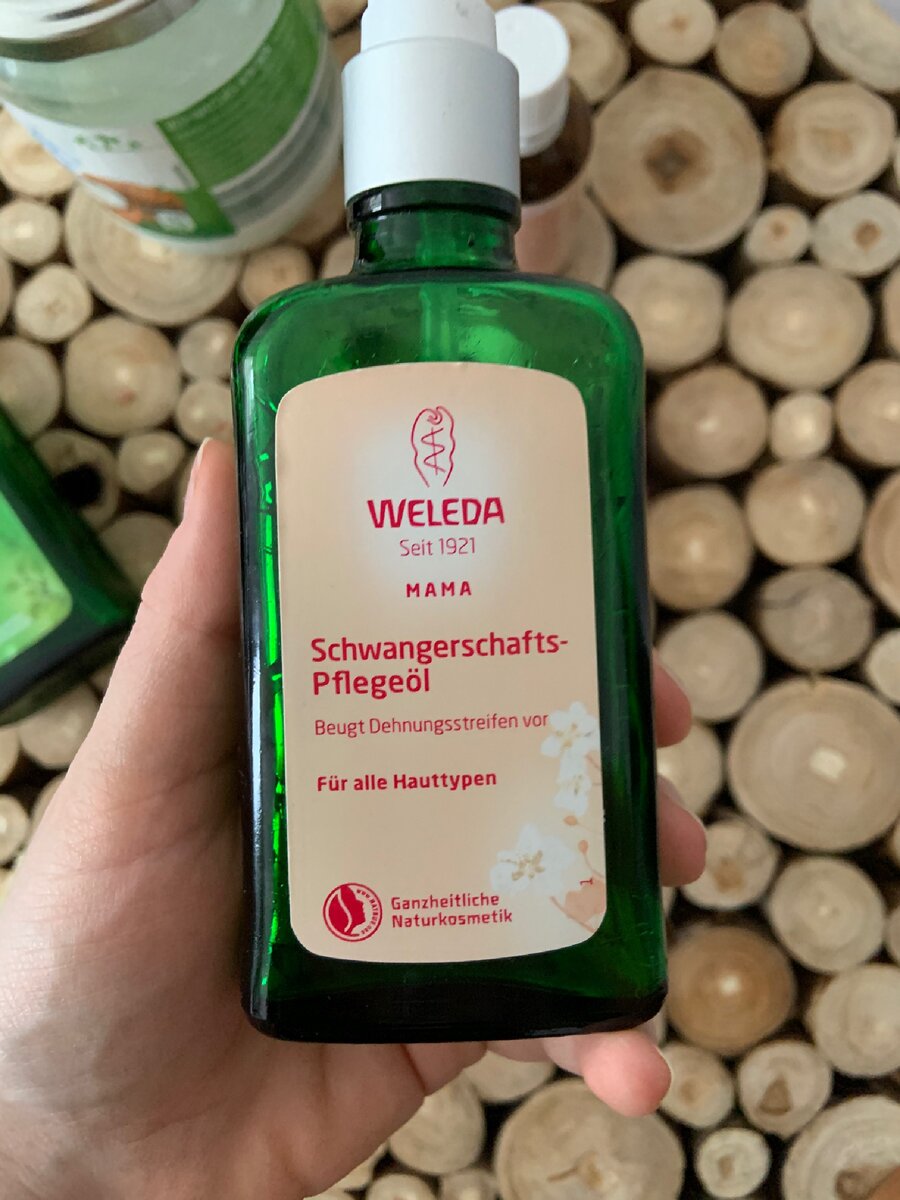 WELEDA
Seit 1921
MAMA
Schwangerschafts-
Pflegeöl
Beugt Dehnungsstreifen vor
Für alle Hauttypen
Ganzheitliche
Naturkosmetik